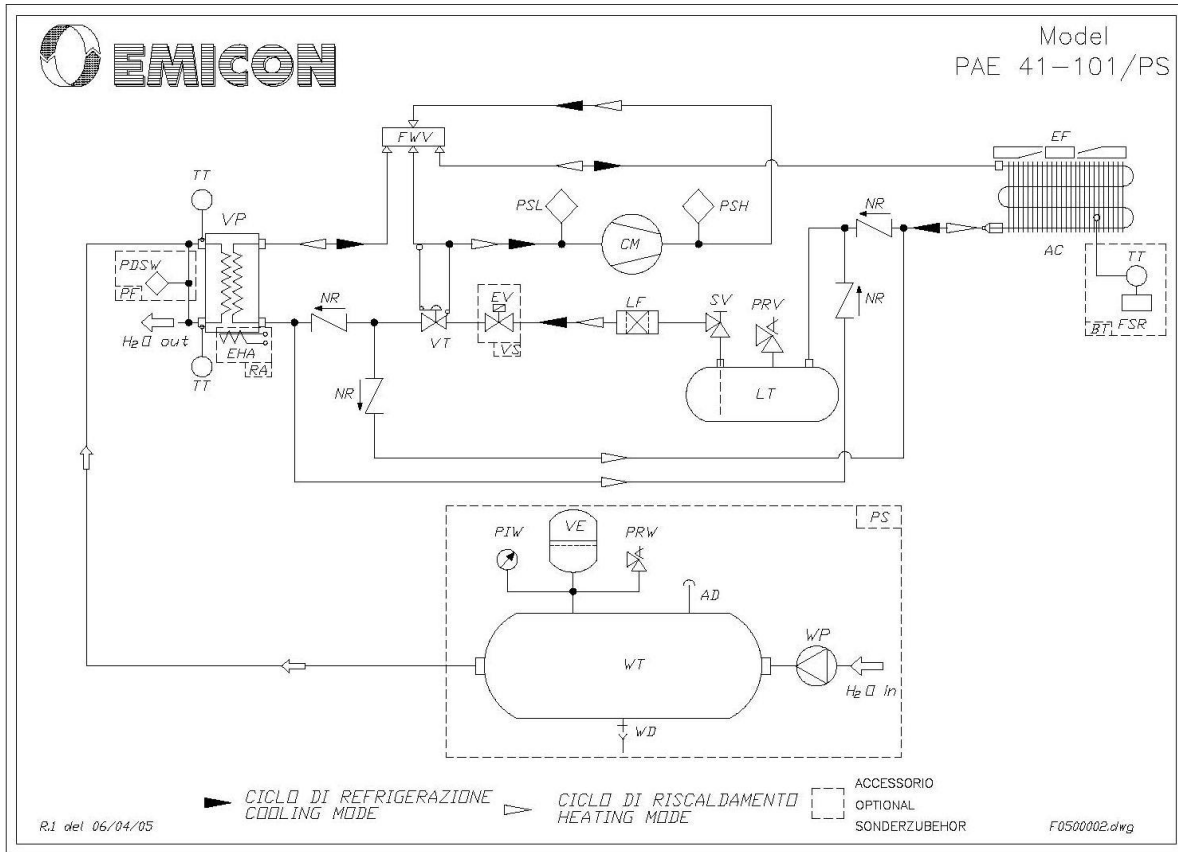 EMICON
Model
PAE 41-101/PS
FWV
EF
TT
VP
PSL
PSH
NR
CM
AC
TT
PDSW
PF
NR
EV
LF
SV
PRV
NR
FSR
BT
H2O out
VT
VS
EHA
RA
TT
NR
LT
PS
PIW
VE
PRW
AD
WP
WT
H2O in
WD
CICLO DI REFRIGERAZIONE
COOLING MODE
CICLO DI RISCALDAMENTO
HEATING MODE
ACCESSORIO
OPTIONAL
SONDERZUBEHOR
R.1 del 06/04/05
F0500002.dwg